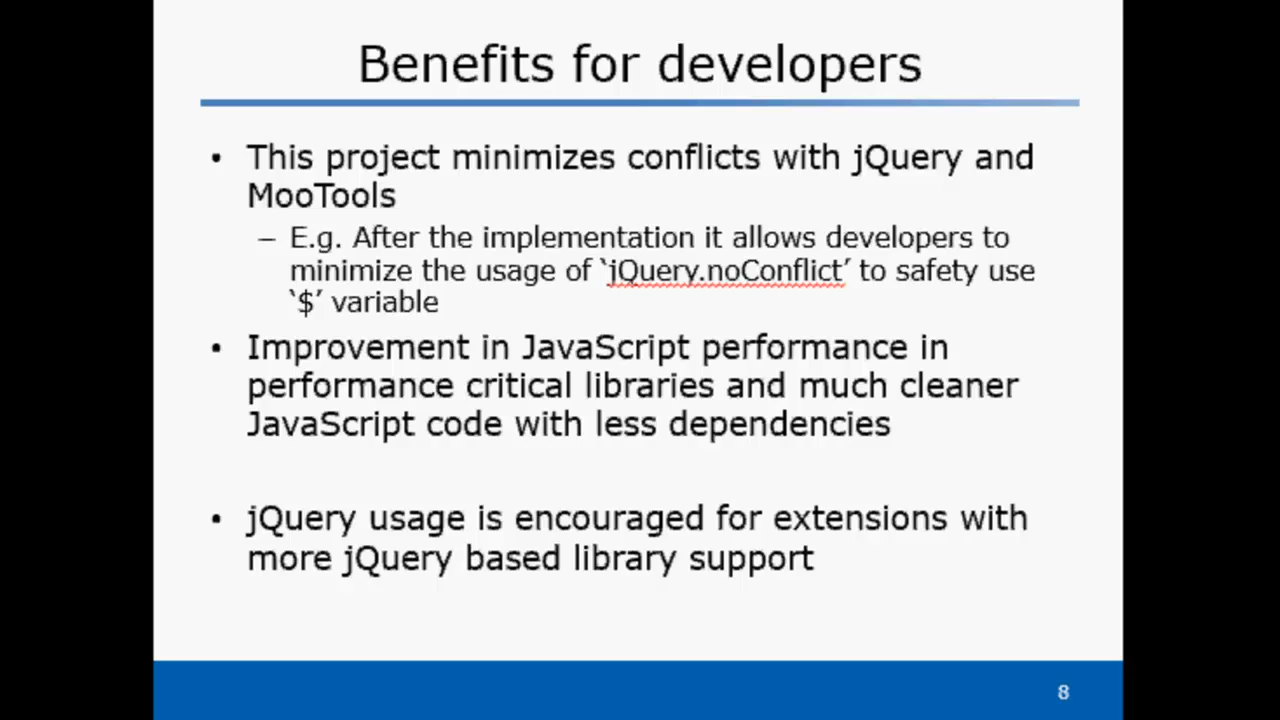 Benefits for developers
• This project minimizes conflicts with jQuery and
MooTools
– E.g. After the implementation it allows developers to
minimize the usage of ‘jQuery.noConflict’ to safety use
‘$’ variable
• Improvement in JavaScript performance in
performance critical libraries and much cleaner
JavaScript code with less dependencies
• jQuery usage is encouraged for extensions with
more jQuery based library support
8